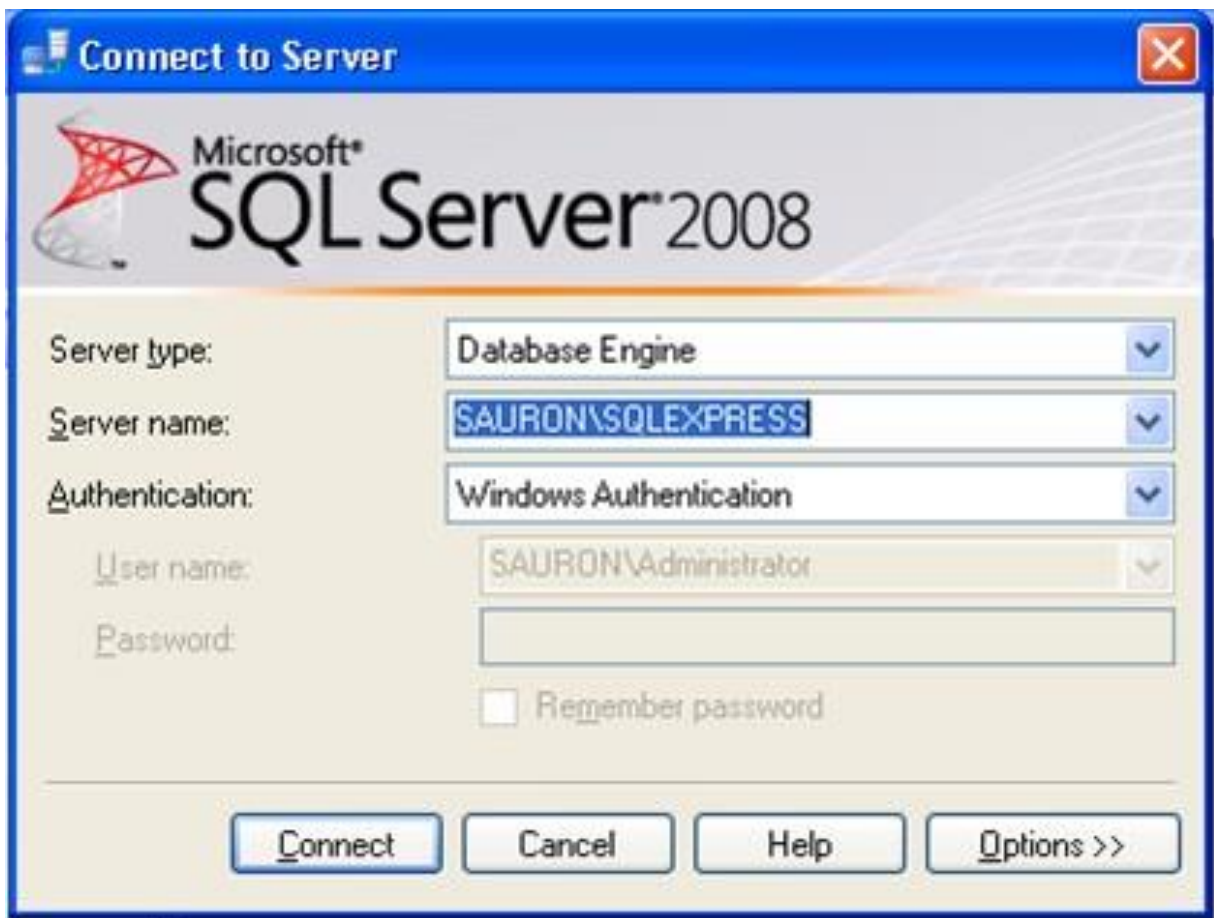 Connect to Server
Microsoft®
SQL Server® 2008
™
Server type: Database Engine
Server name: SAURON\SQLEXPRESS
Authentication: Windows Authentication
User name: SAURON\Administrator
Password:
Remember password
Connect Cancel Help Options >>